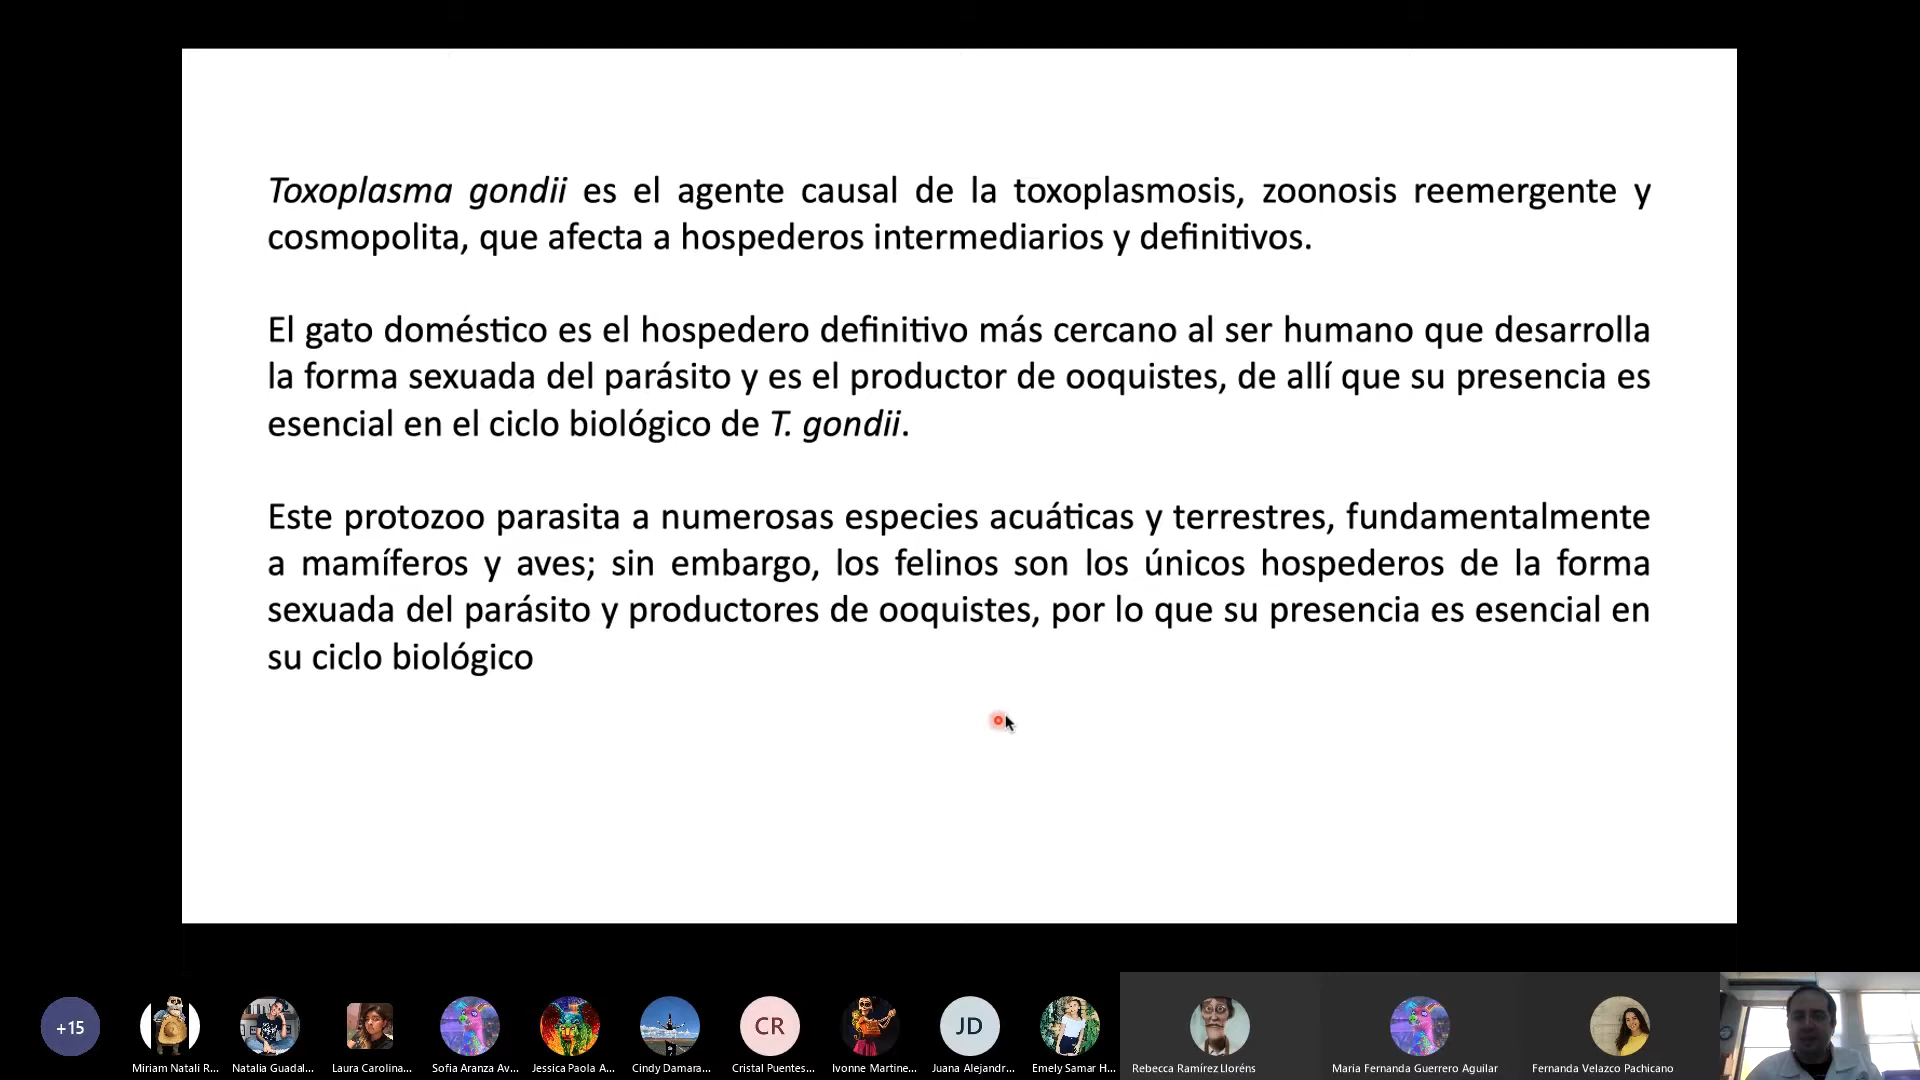 Toxoplasma gondii es el agente causal de la toxoplasmosis, zoonosis reemergente y
cosmopolita, que afecta a hospederos intermediarios y definitivos.
El gato doméstico es el hospedero definitivo más cercano al ser humano que desarrolla
la forma sexuada del parásito y es el productor de ooquistes, de allí que su presencia es
esencial en el ciclo biológico de T. gondii.
Este protozoo parasita a numerosas especies acuáticas y terrestres, fundamentalmente
a mamíferos y aves; sin embargo, los felinos son los únicos hospederos de la forma
sexuada del parásito y productores de ooquistes, por lo que su presencia es esencial en
su ciclo biológico
+15
CR
JD
Miriam Natali R...
Natalia Guadal...
Laura Carolina...
Sofia Aranza Av...
Jessica Paola A...
Cindy Damara...
Cristal Puentes...
Ivonne Martine...
Juana Alejandr...
Emely Samar H...
Rebecca Ramírez Lloréns
Maria Fernanda Guerrero Aguilar
Fernanda Velazco Pachicano